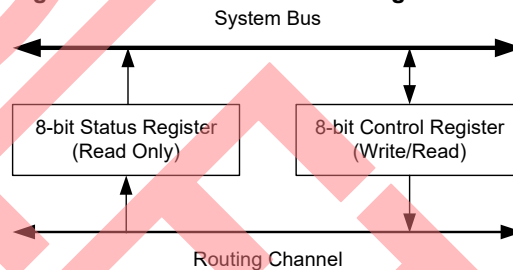 System Bus
8-bit Status Register
(Read Only)
8-bit Control Register
(Write/Read)
Routing Channel